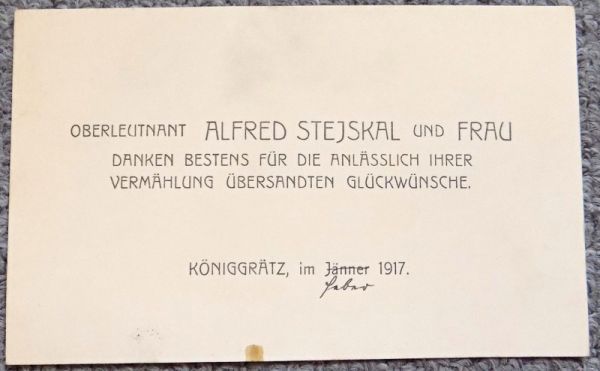 OBERLEUTNANT ALFRED STEJSKAL UND FRAU
DANKEN BESTENS FÜR DIE ANLÄSSLICH IHRER
VERMÄHLUNG ÜBERSANDTEN GLÜCKWÜNSCHE.
KÖNIGGRÄTZ, im Jänner 1917.